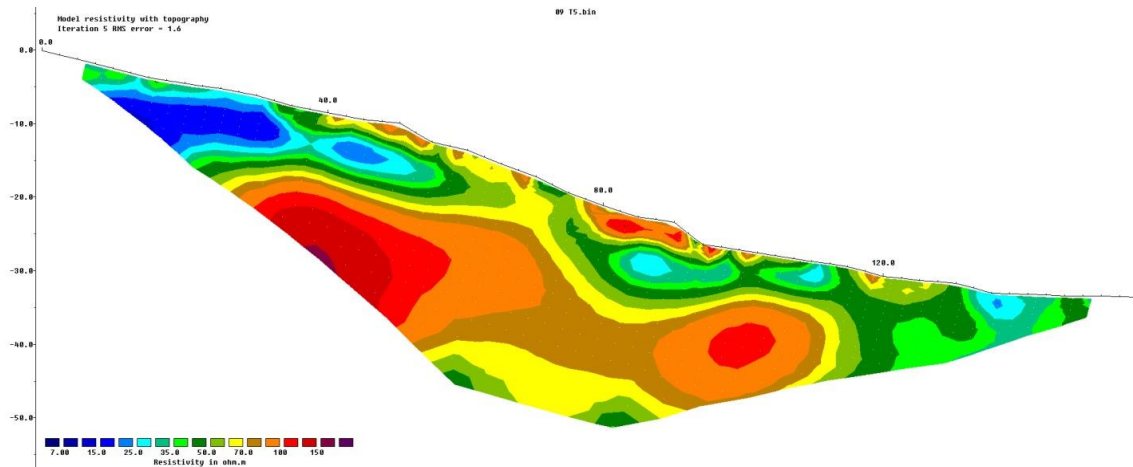 09 T5.bin
Model resistivity with topography
Iteration 5 RMS error = 1.6
0.0
0.0
40.0
-10.0
-20.0
80.0
-30.0
120.0
-40.0
-50.0
7.00 15.0 25.0 35.0 50.0 70.0 100 150
Resistivity in ohm.m